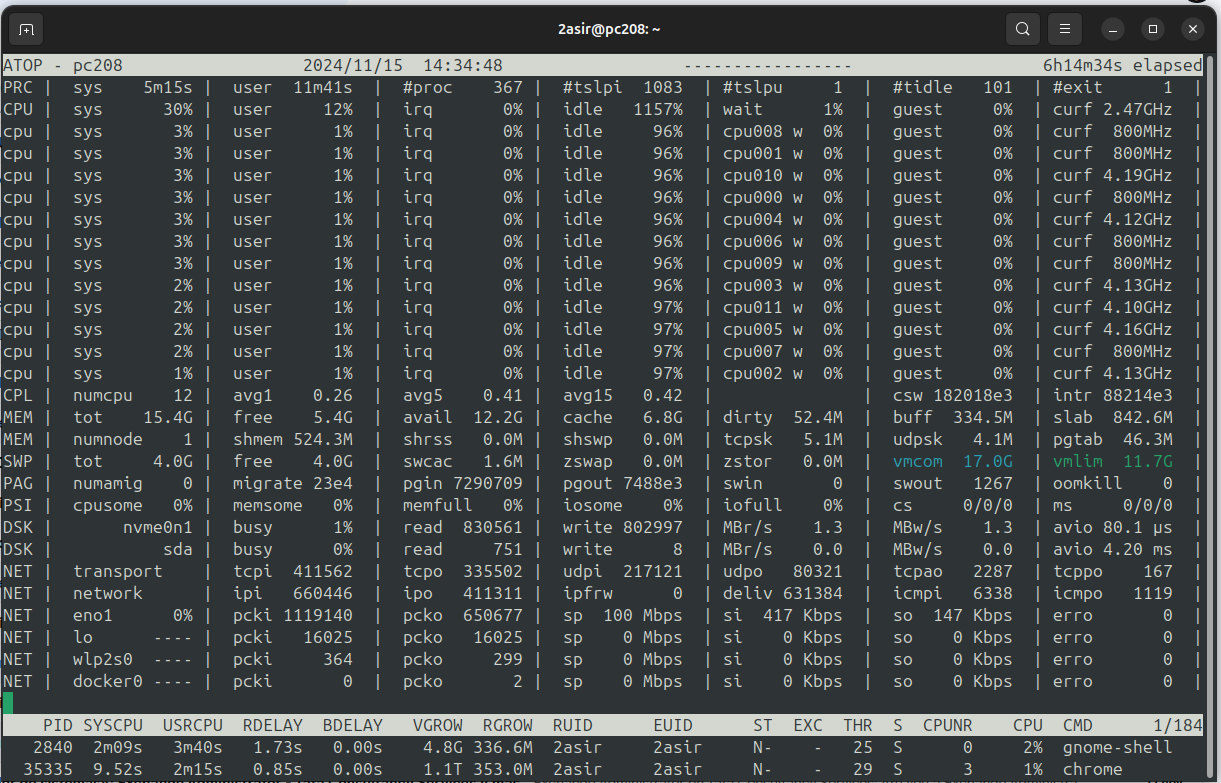 2asir@pc208: ~
ATOP - pc208 2024/11/15 14:34:48 ----------------- 6h14m34s elapsed
PRC | sys 5m15s | user 11m41s | #proc 367 | #tslpi 1083 | #tslpu 1 | #tidle 101 | #exit 1 |
CPU | sys 30% | user 12% | irq 0% | idle 1157% | wait 1% | guest 0% | curf 2.47GHz |
cpu | sys 3% | user 1% | irq 0% | idle 96% | cpu008 w 0% | guest 0% | curf 800MHz |
cpu | sys 3% | user 1% | irq 0% | idle 96% | cpu001 w 0% | guest 0% | curf 800MHz |
cpu | sys 3% | user 1% | irq 0% | idle 96% | cpu010 w 0% | guest 0% | curf 4.19GHz |
cpu | sys 3% | user 1% | irq 0% | idle 96% | cpu000 w 0% | guest 0% | curf 800MHz |
cpu | sys 3% | user 1% | irq 0% | idle 96% | cpu004 w 0% | guest 0% | curf 4.12GHz |
cpu | sys 3% | user 1% | irq 0% | idle 96% | cpu006 w 0% | guest 0% | curf 800MHz |
cpu | sys 3% | user 1% | irq 0% | idle 96% | cpu009 w 0% | guest 0% | curf 800MHz |
cpu | sys 2% | user 1% | irq 0% | idle 96% | cpu003 w 0% | guest 0% | curf 4.13GHz |
cpu | sys 2% | user 1% | irq 0% | idle 97% | cpu011 w 0% | guest 0% | curf 4.10GHz |
cpu | sys 2% | user 1% | irq 0% | idle 97% | cpu005 w 0% | guest 0% | curf 4.16GHz |
cpu | sys 2% | user 1% | irq 0% | idle 97% | cpu007 w 0% | guest 0% | curf 800MHz |
cpu | sys 1% | user 1% | irq 0% | idle 97% | cpu002 w 0% | guest 0% | curf 4.13GHz |
CPL | numcpu 12 | avg1 0.26 | avg5 0.41 | avg15 0.42 | | csw 182018e3 | intr 88214e3 |
MEM | tot 15.4G | free 5.4G | avail 12.2G | cache 6.8G | dirty 52.4M | buff 334.5M | slab 842.6M |
MEM | numnode 1 | shmem 524.3M | shrss 0.0M | shswp 0.0M | tcpsk 5.1M | udpsk 4.1M | pgtab 46.3M |
SWP | tot 4.0G | free 4.0G | swcac 1.6M | zswap 0.0M | zstor 0.0M | vmcom 17.0G | vmlim 11.7G |
PAG | numamig 0 | migrate 23e4 | pgin 7290709 | pgout 7488e3 | swin 0 | swout 1267 | oomkill 0 |
PSI | cpusome 0% | memsome 0% | memfull 0% | iosome 0% | iofull 0% | cs 0/0/0 | ms 0/0/0 |
DSK | nvme0n1 | busy 1% | read 830561 | write 802997 | MBr/s 1.3 | MBw/s 1.3 | avio 80.1 µs |
DSK | sda | busy 0% | read 751 | write 8 | MBr/s 0.0 | MBw/s 0.0 | avio 4.20 ms |
NET | transport | tcpi 411562 | tcpo 335502 | udpi 217121 | udpo 80321 | tcpao 2287 | tcppo 167 |
NET | network | ipi 660446 | ipo 411311 | ipfrw 0 | deliv 631384 | icmpi 6338 | icmpo 1119 |
NET | eno1 0% | pcki 1119140 | pcko 650677 | sp 100 Mbps | si 417 Kbps | so 147 Kbps | erro 0 |
NET | lo ---- | pcki 16025 | pcko 16025 | sp 0 Mbps | si 0 Kbps | so 0 Kbps | erro 0 |
NET | wlp2s0 ---- | pcki 364 | pcko 299 | sp 0 Mbps | si 0 Kbps | so 0 Kbps | erro 0 |
NET | docker0 ---- | pcki 0 | pcko 2 | sp 0 Mbps | si 0 Kbps | so 0 Kbps | erro 0 |
PID SYSCPU USRCPU RDELAY BDELAY VGROW RGROW RUID EUID ST EXC THR S CPUNR CPU CMD 1/184
2840 2m09s 3m40s 1.73s 0.00s 4.8G 336.6M 2asir 2asir N- - 25 S 0 2% gnome-shell
35335 9.52s 2m15s 0.85s 0.00s 1.1T 353.0M 2asir 2asir N- - 29 S 3 1% chrome